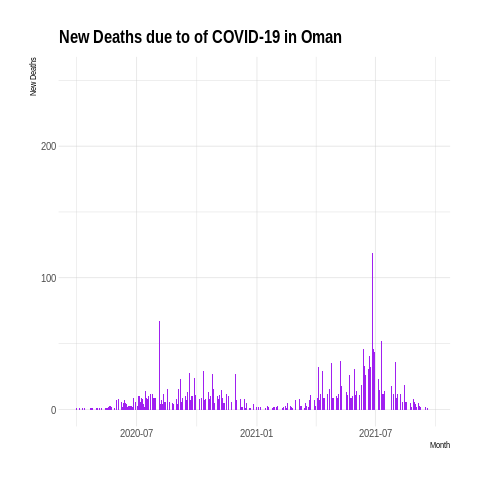 New Deaths due to of COVID-19 in Oman
New Deaths
200
100
0
2020-07
2021-01
2021-07
Month